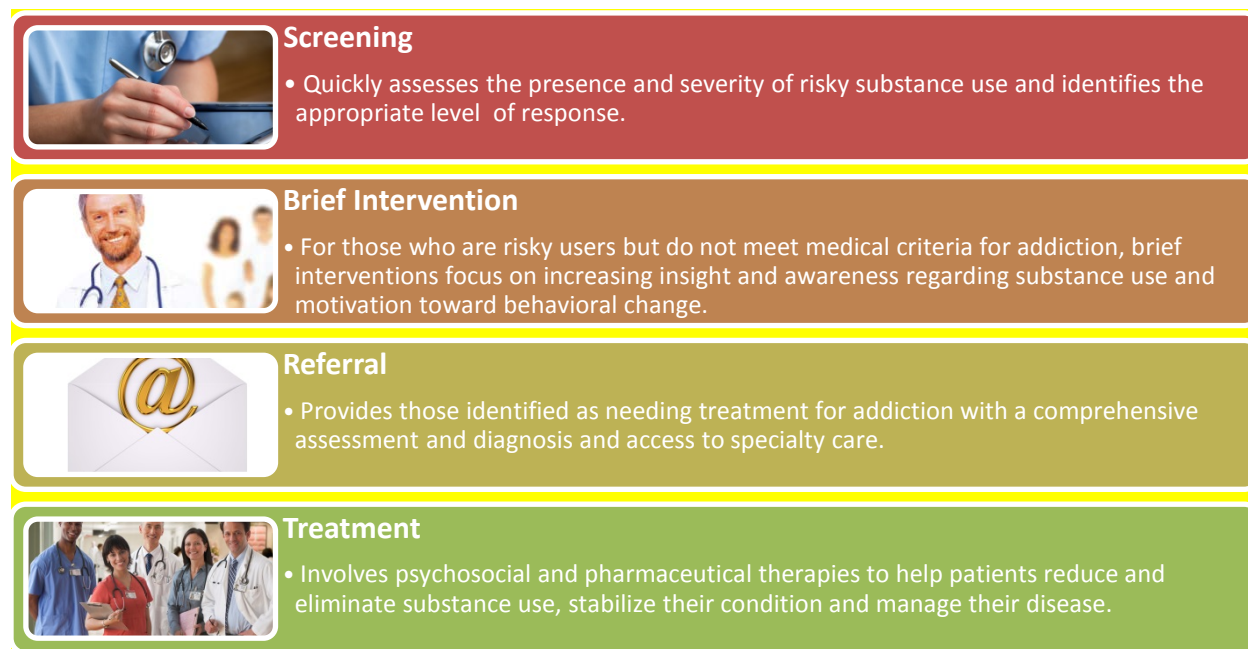 Screening
• Quickly assesses the presence and severity of risky substance use and identifies the
appropriate level of response.
Brief Intervention
• For those who are risky users but do not meet medical criteria for addiction, brief
interventions focus on increasing insight and awareness regarding substance use and
motivation toward behavioral change.
Referral
• Provides those identified as needing treatment for addiction with a comprehensive
assessment and diagnosis and access to specialty care.
Treatment
• Involves psychosocial and pharmaceutical therapies to help patients reduce and
eliminate substance use, stabilize their condition and manage their disease.